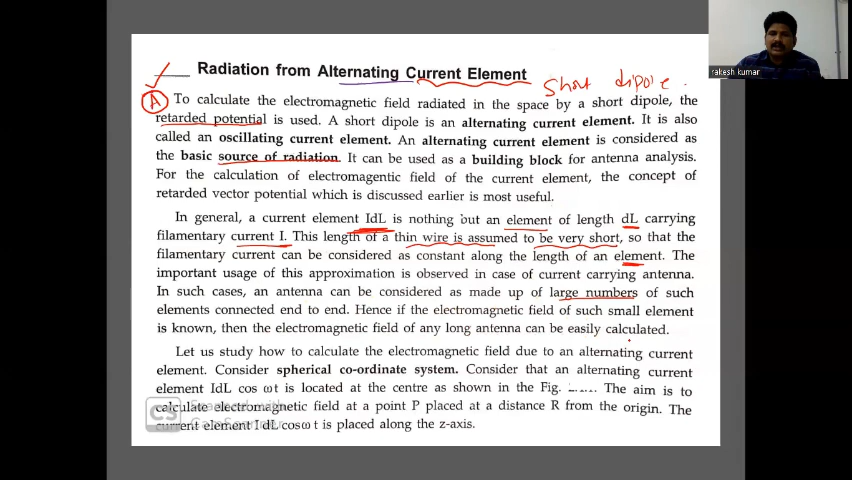 Radiation from Alternating Current Element
short dipole
A
To calculate the electromagnetic field radiated in the space by a short dipole, the
retarded potential is used. A short dipole is an alternating current element. It is also
called an oscillating current element. An alternating current element is considered as
the basic source of radiation. It can be used as a building block for antenna analysis.
For the calculation of electromagentic field of the current element, the concept of
retarded vector potential which is discussed earlier is most useful.
In general, a current element IdL is nothing but an element of length dL carrying
filamentary current I. This length of a thin wire is assumed to be very short, so that the
filamentary current can be considered as constant along the length of an element. The
important usage of this approximation is observed in case of current carrying antenna.
In such cases, an antenna can be considered as made up of large numbers of such
elements connected end to end. Hence if the electromagnetic field of such small element
is known, then the electromagnetic field of any long antenna can be easily calculated.
Let us study how to calculate the electromagnetic field due to an alternating current
element. Consider spherical co-ordinate system. Consider that an alternating current
element IdL cos ωt is located at the centre as shown in the Fig. The aim is to
calculate electromagnetic field at a point P placed at a distance R from the origin. The
current element IdL cosω t is placed along the z-axis.
CS
Scanned with
CamScanner
rakesh kumar